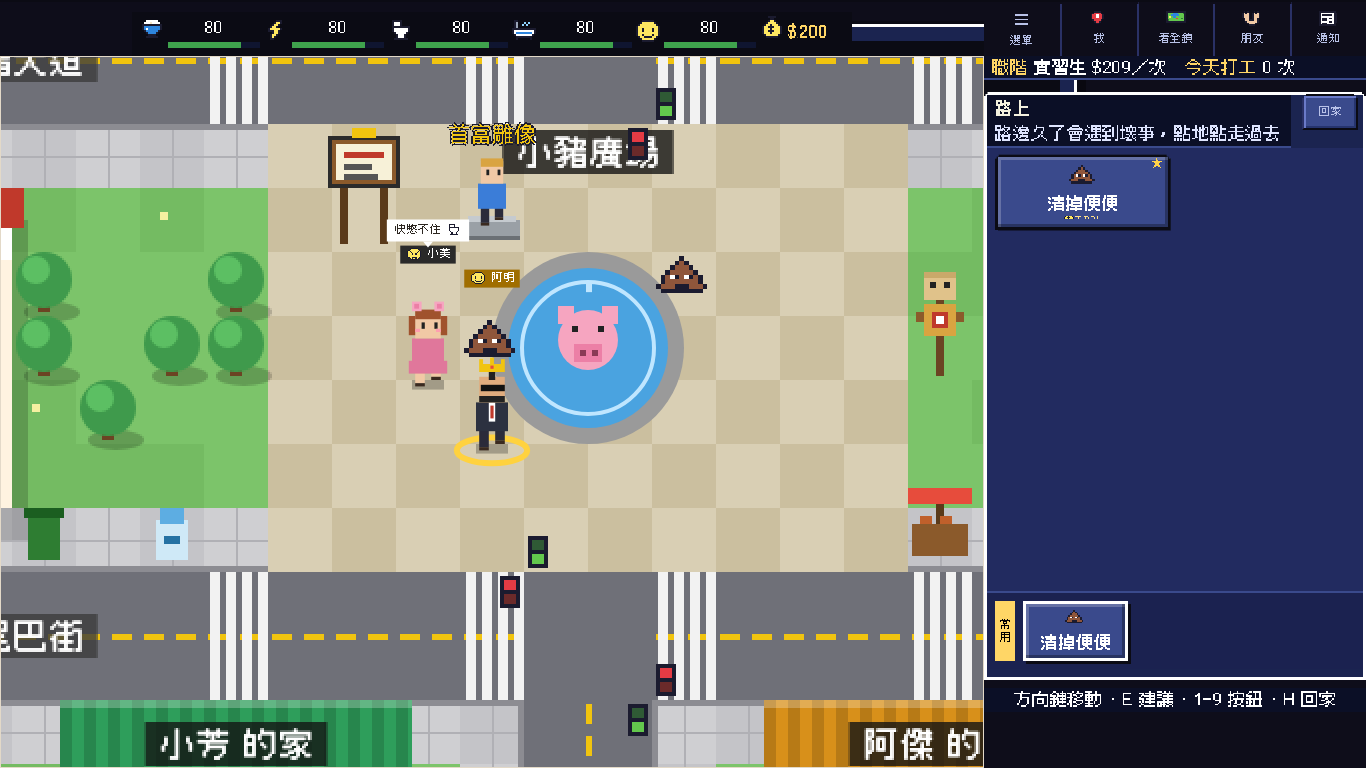 80
80
80
80
80
$200
選單
我
看全鎮
朋友
通知
職階 實習生 $209／次 今天打工 0 次
路上
路邊久了會遇到壞事，點地點走過去
回家
清掉便便
首富雕像
小豬廣場
快憋不住
小美
阿明
尾巴街
常用
清掉便便
方向鍵移動 · E 建議 · 1-9 按鈕 · H 回家
小芳 的家
阿傑 的